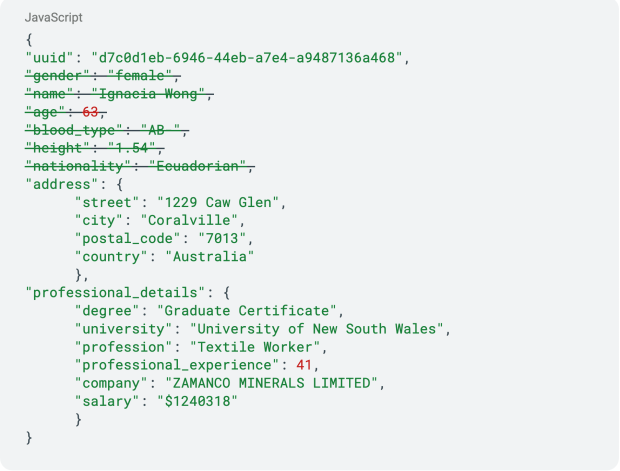 JavaScript
{
"uuid": "d7c0d1eb-6946-44eb-a7e4-a9487136a468",
"gender": "female",
"name": "Ignacia Wong",
"age": 63,
"blood_type": "AB-",
"height": "1.54",
"nationality": "Ecuadorian",
"address": {
"street": "1229 Caw Glen",
"city": "Coralville",
"postal_code": "7013",
"country": "Australia"
},
"professional_details": {
"degree": "Graduate Certificate",
"university": "University of New South Wales",
"profession": "Textile Worker",
"professional_experience": 41,
"company": "ZAMANCO MINERALS LIMITED",
"salary": "$1240318"
}
}